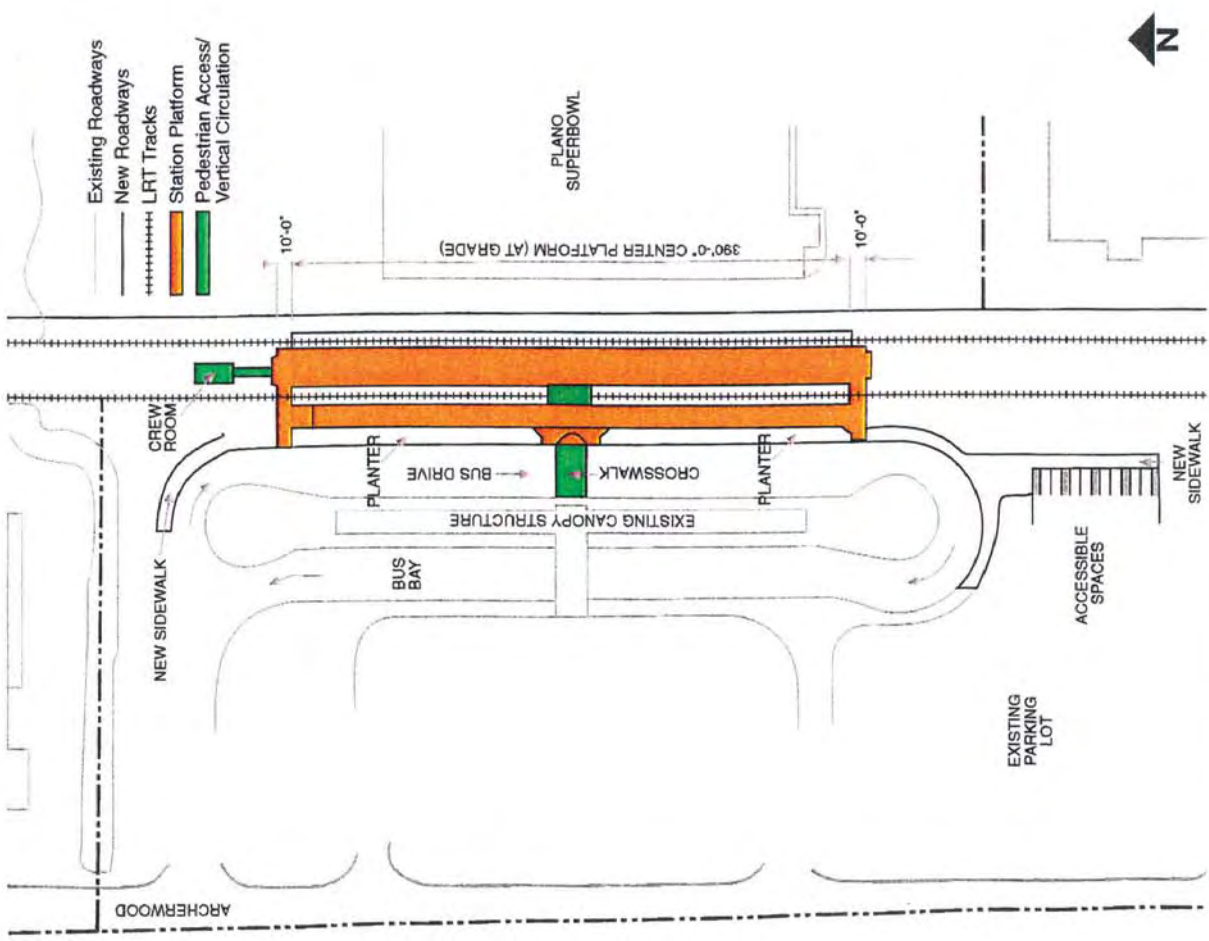 Existing Roadways
New Roadways
LRT Tracks
Station Platform
Pedestrian Access/
Vertical Circulation
N
PLANO
SUPERBOWL
10'-0"
390'-0" CENTER PLATFORM (AT GRADE)
10'-0"
CREW
ROOM
NEW SIDEWALK
PLANTER
BUS DRIVE
CROSSWALK
PLANTER
EXISTING CANOPY STRUCTURE
BUS
BAY
NEW
SIDEWALK
ACCESSIBLE
SPACES
EXISTING
PARKING
LOT
ARCHERWOOD